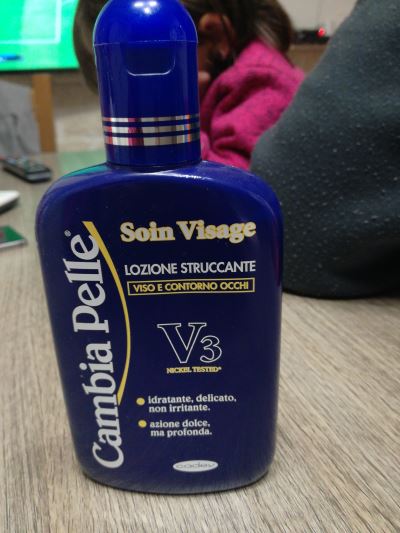 Soin Visage
LOZIONE STRUCCANTE
VISO E CONTORNO OCCHI
Cambia Pelle®
V3
NICKEL TESTED®
idratante, delicato,
non irritante.
azione dolce,
ma profonda.